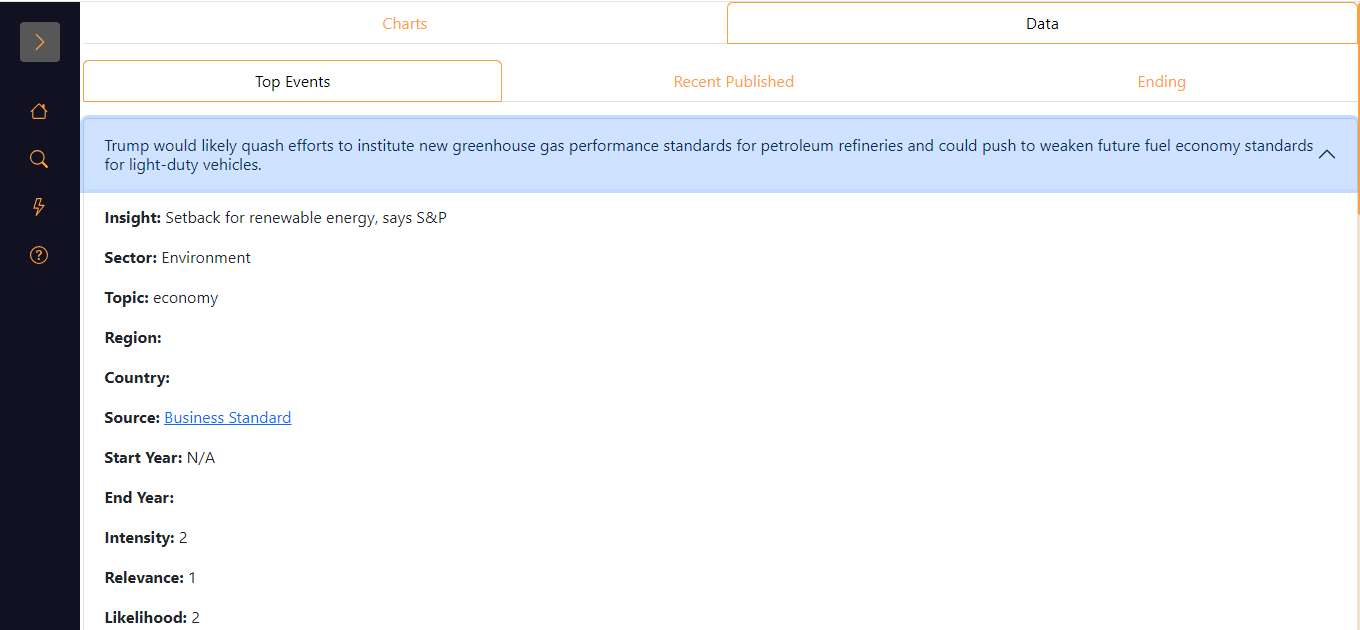 Charts
Data
Top Events
Recent Published
Ending
Trump would likely quash efforts to institute new greenhouse gas performance standards for petroleum refineries and could push to weaken future fuel economy standards
for light-duty vehicles.
Insight: Setback for renewable energy, says S&P
Sector: Environment
Topic: economy
Region:
Country:
Source: Business Standard
Start Year: N/A
End Year:
Intensity: 2
Relevance: 1
Likelihood: 2